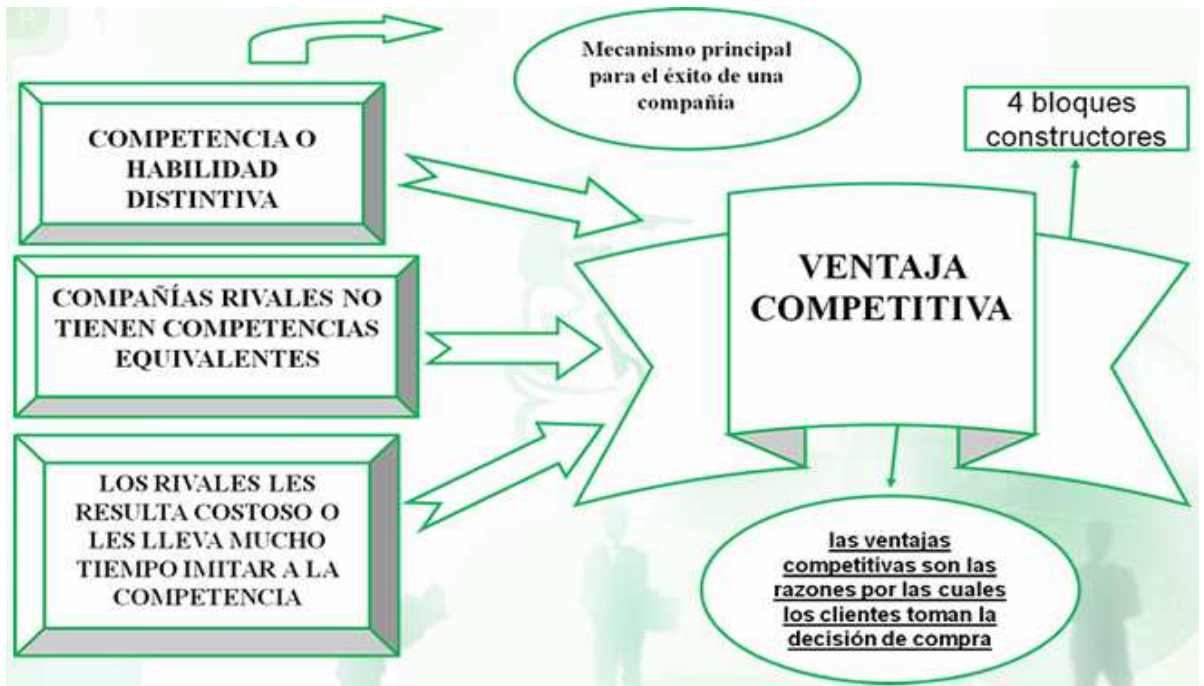 Mecanismo principal
para el éxito de una
compañía
4 bloques
constructores
COMPETENCIA O
HABILIDAD
DISTINTIVA
VENTAJA
COMPETITIVA
COMPAÑÍAS RIVALES NO
TIENEN COMPETENCIAS
EQUIVALENTES
LOS RIVALES LES
RESULTA COSTOSO O
LES LLEVA MUCHO
TIEMPO IMITAR A LA
COMPETENCIA
las ventajas
competitivas son las
razones por las cuales
los clientes toman la
decisión de compra